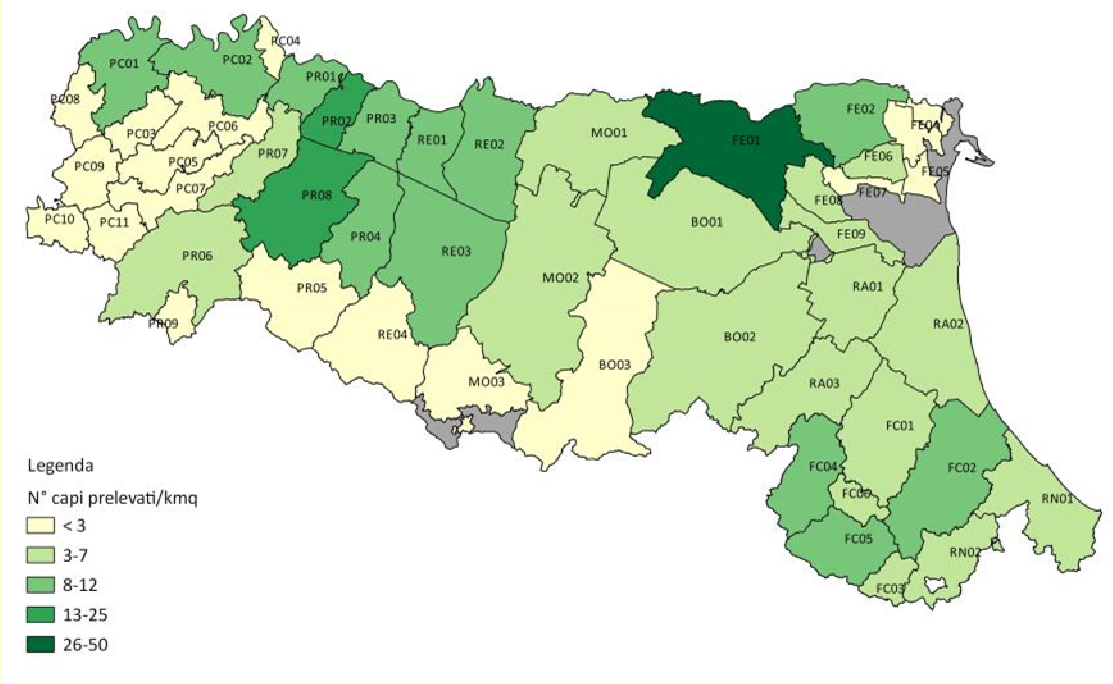 PC01
PC02
PC04
PC08
PC03
PC06
PC09
PC05
PC07
PC10
PC11
PR01
PR02
PR03
PR07
PR08
PR04
PR06
PR05
PR09
RE01
RE02
RE03
RE04
MO01
MO02
MO03
BO01
BO02
BO03
FE01
FE02
FE04
FE06
FE05
FE08
FE07
FE09
RA01
RA02
RA03
FC01
FC02
FC04
FC06
FC05
FC03
RN01
RN02
Legenda
N° capi prelevati/kmq
< 3
3-7
8-12
13-25
26-50